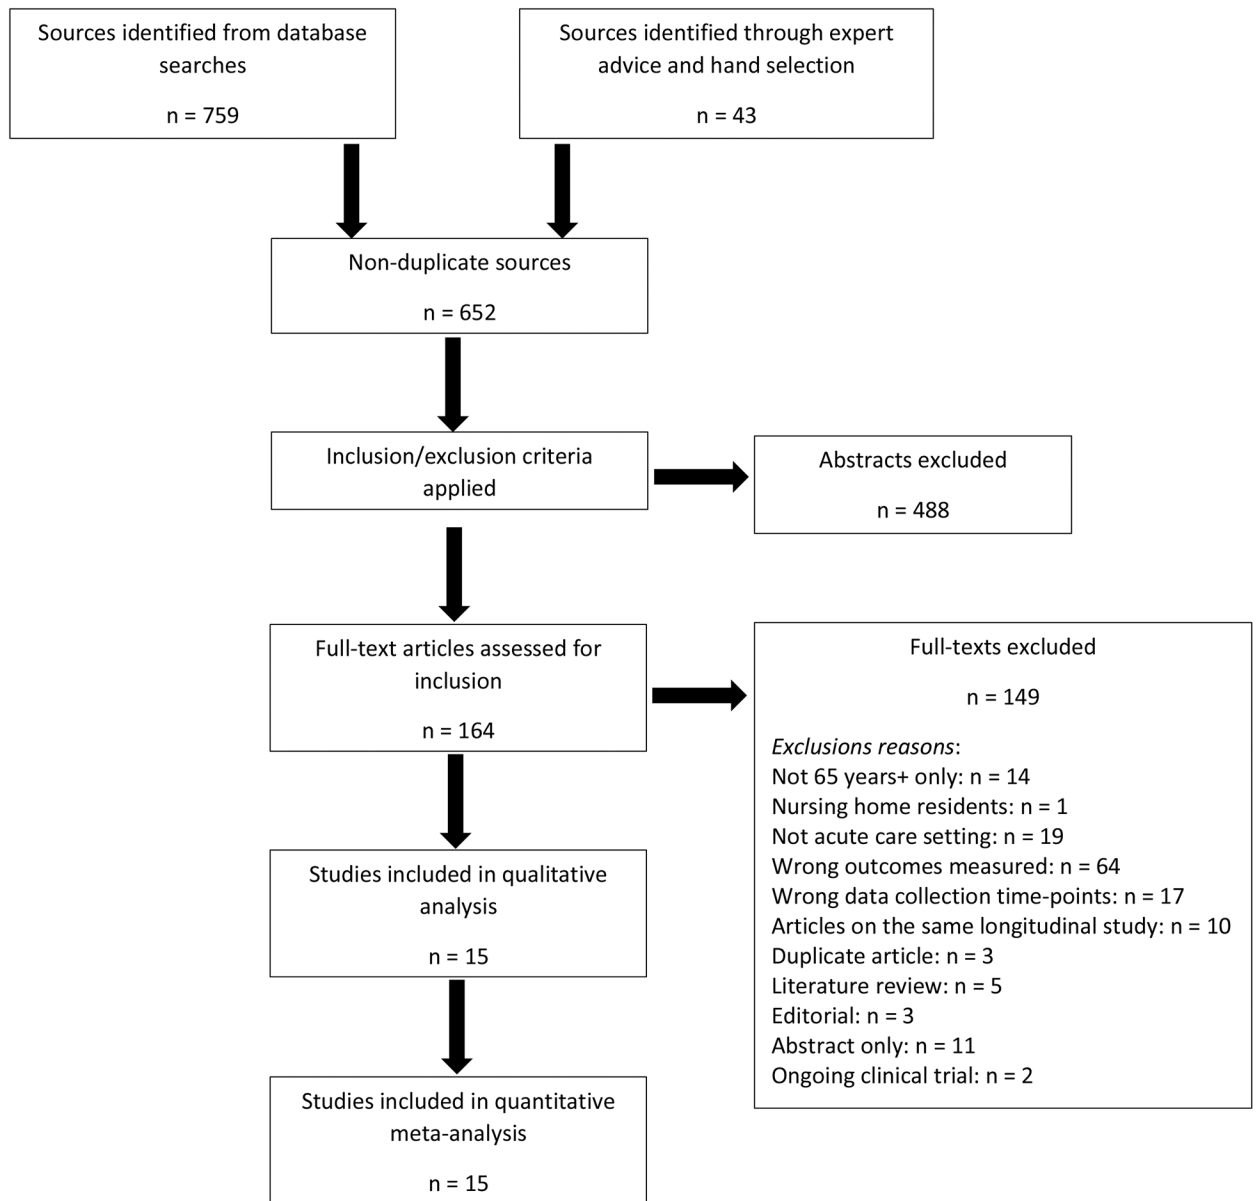 Sources identified from database
searches
n = 759
Sources identified through expert
advice and hand selection
n = 43
Non-duplicate sources
n = 652
Inclusion/exclusion criteria
applied
Abstracts excluded
n = 488
Full-text articles assessed for
inclusion
n = 164
Full-texts excluded
n = 149
Exclusions reasons:
Not 65 years+ only: n = 14
Nursing home residents: n = 1
Not acute care setting: n = 19
Wrong outcomes measured: n = 64
Wrong data collection time-points: n = 17
Articles on the same longitudinal study: n = 10
Duplicate article: n = 3
Literature review: n = 5
Editorial: n = 3
Abstract only: n = 11
Ongoing clinical trial: n = 2
Studies included in qualitative
analysis
n = 15
Studies included in quantitative
meta-analysis
n = 15